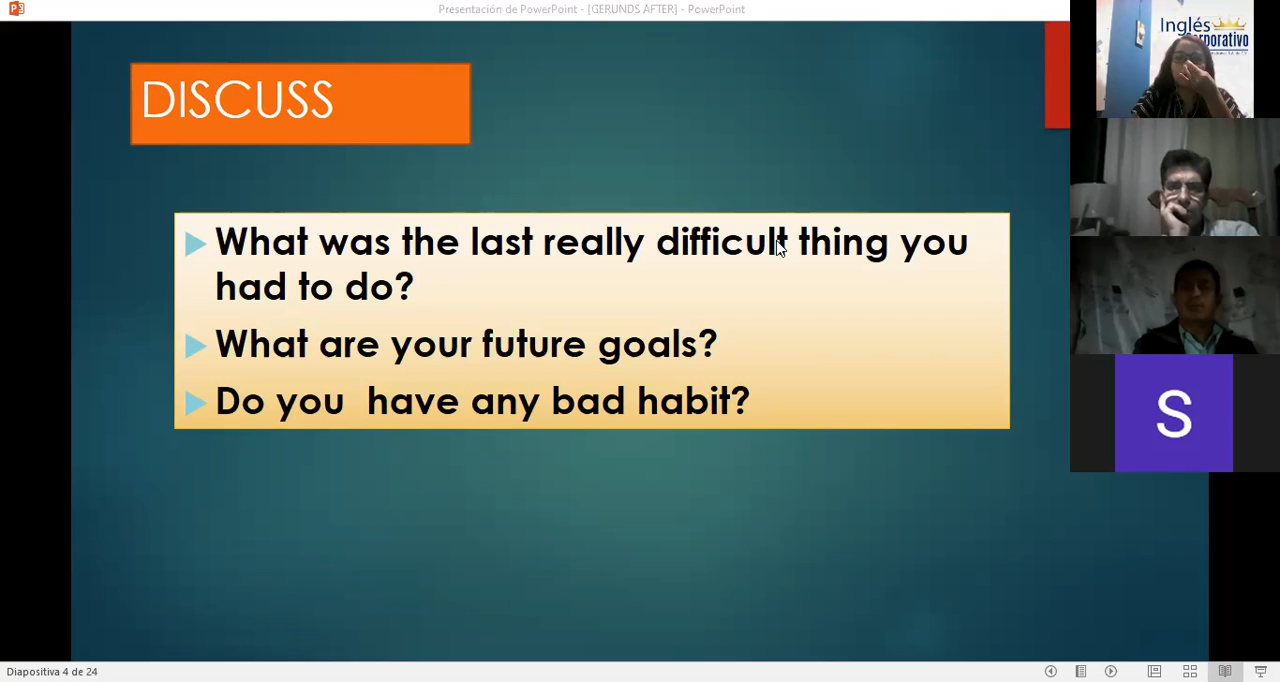 Presentación de PowerPoint - [GERUNDS AFTER] - PowerPoint
Inglés
Corporativo
DISCUSS
What was the last really difficult thing you
had to do?
What are your future goals?
Do you have any bad habit?
S
Diapositiva 4 de 24